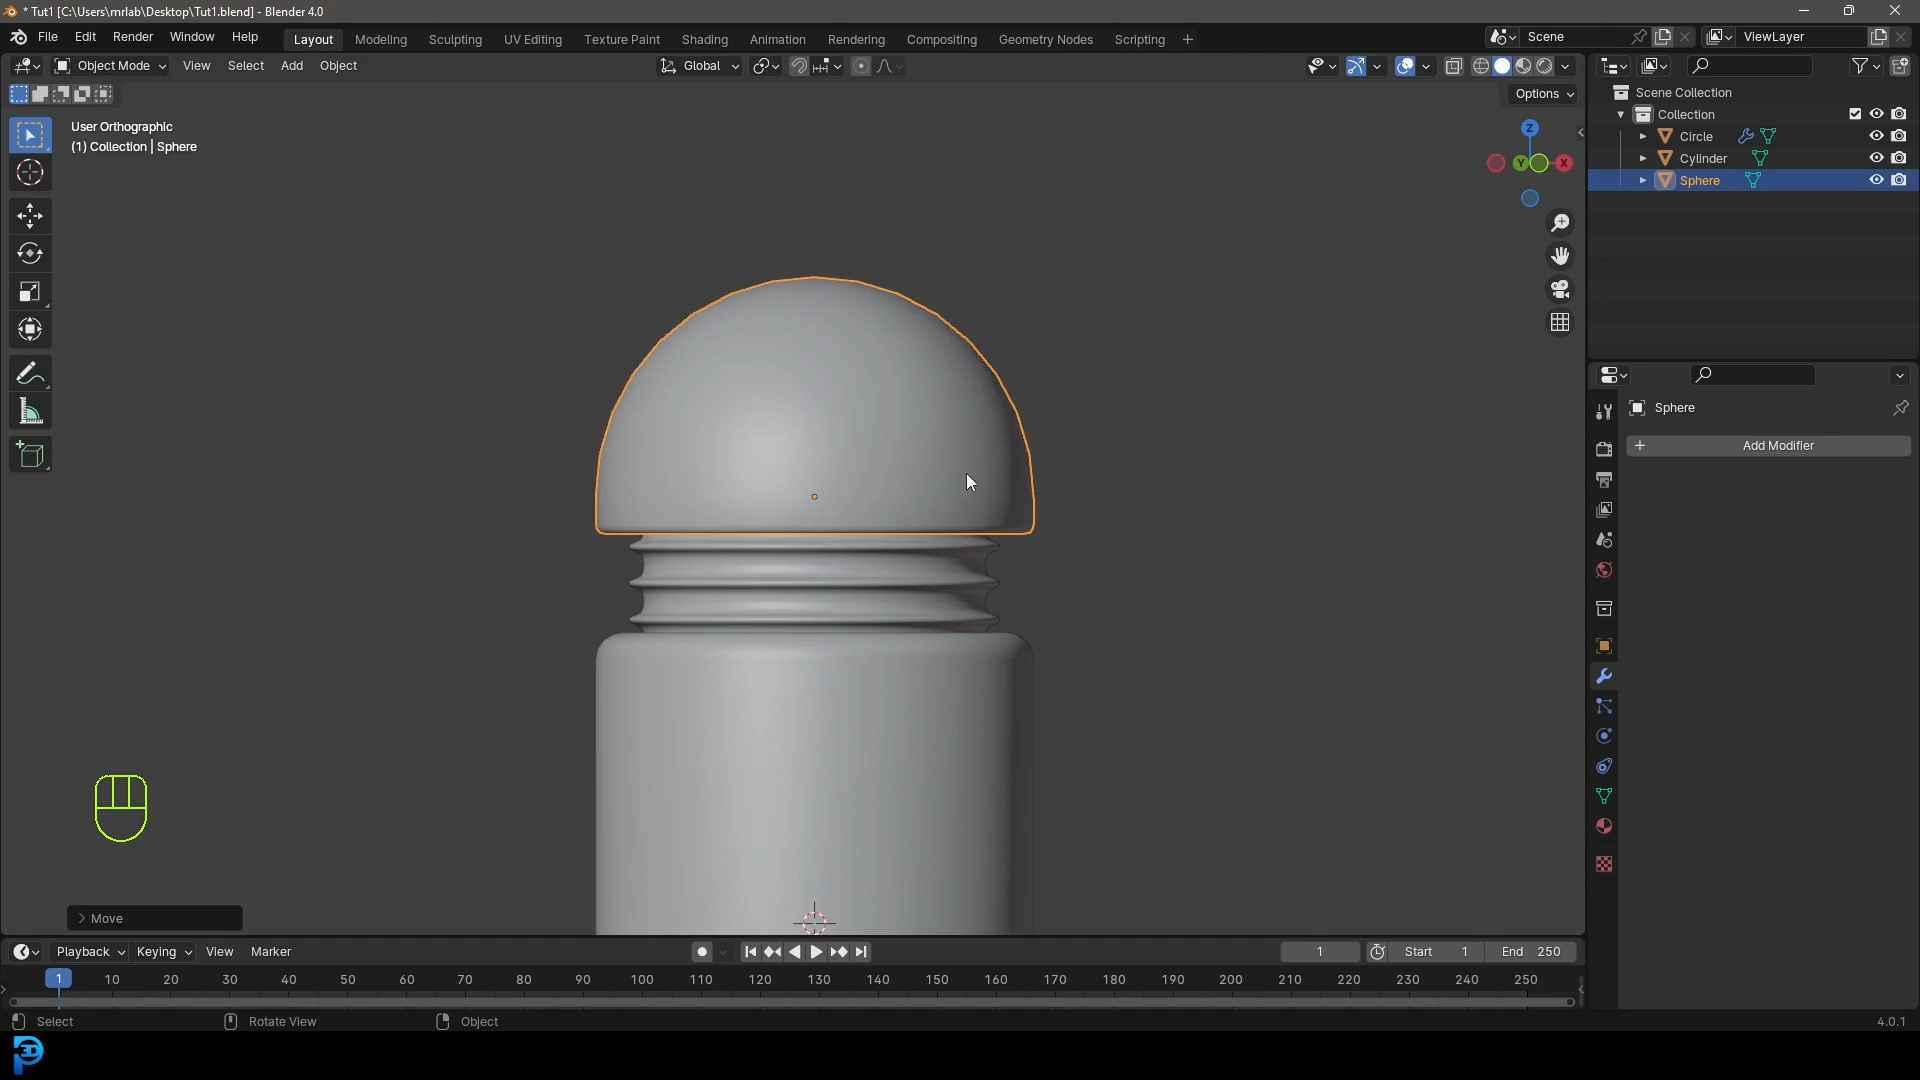 * Tut1 [C:\Users\mrlab\Desktop\Tut1.blend] - Blender 4.0
File Edit Render Window Help Layout Modeling Sculpting UV Editing Texture Paint Shading Animation Rendering Compositing Geometry Nodes Scripting + Scene ViewLayer
Object Mode View Select Add Object Global
Options
User Orthographic
(1) Collection | Sphere
Z
Y
X
Scene Collection
Collection
Circle
Cylinder
Sphere
Sphere
+ Add Modifier
> Move
Playback Keying View Marker 1 Start 1 End 250
1 10 20 30 40 50 60 70 80 90 100 110 120 130 140 150 160 170 180 190 200 210 220 230 240 250
Select Rotate View Object 4.0.1